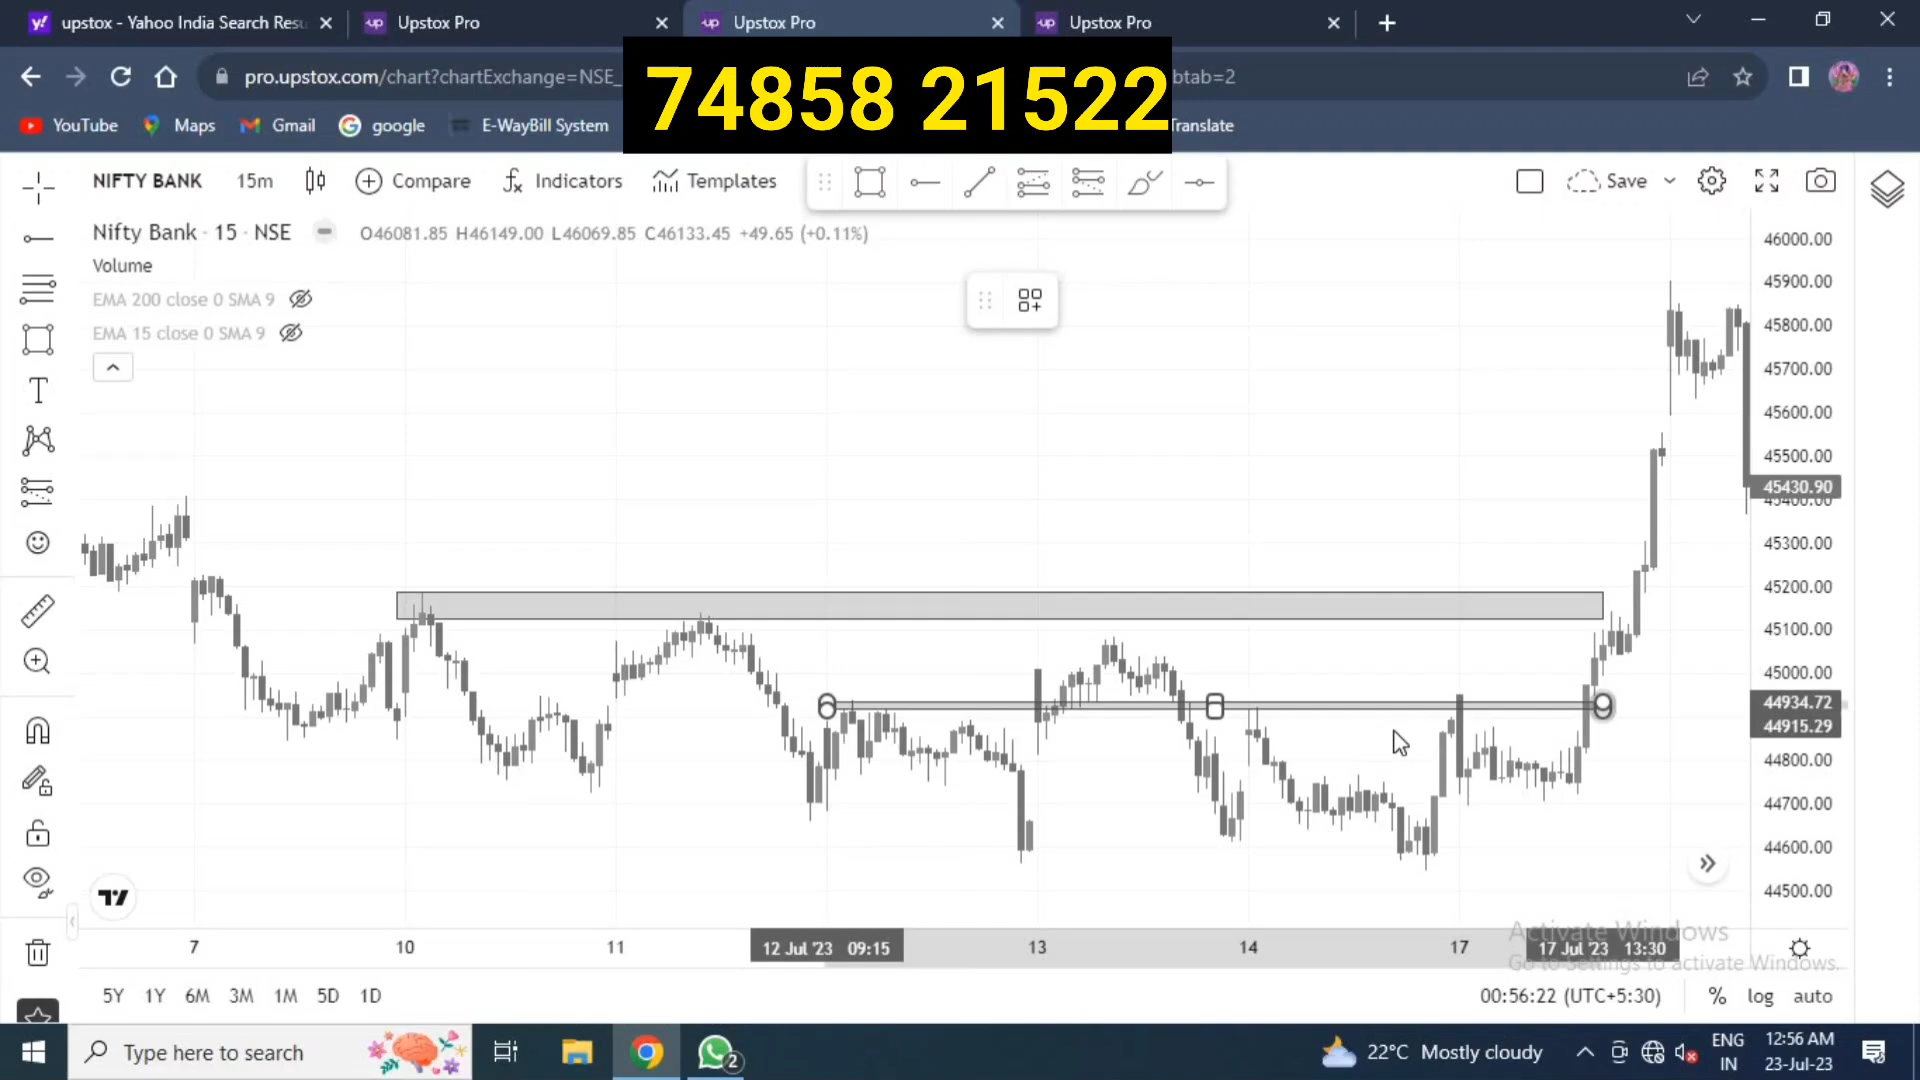 upstox - Yahoo India Search Resu
Upstox Pro
Upstox Pro
Upstox Pro
pro.upstox.com/chart?chartExchange=NSE_
btab=2
74858 21522
YouTube
Maps
Gmail
google
E-WayBill System
Translate
NIFTY BANK 15m Compare Indicators Templates Save
Nifty Bank · 15 · NSE O46081.85 H46149.00 L46069.85 C46133.45 +49.65 (+0.11%)
Volume
EMA 200 close 0 SMA 9
EMA 15 close 0 SMA 9
46000.00
45900.00
45800.00
45700.00
45600.00
45500.00
45430.90
45400.00
45300.00
45200.00
45100.00
45000.00
44934.72
44915.29
44800.00
44700.00
44600.00
44500.00
7 10 11 12 Jul '23 09:15 13 14 17 17 Jul '23 13:30
Activate Windows
Go to Settings to activate Windows.
5Y 1Y 6M 3M 1M 5D 1D
00:56:22 (UTC+5:30) % log auto
Type here to search
2
22°C Mostly cloudy
ENG
IN
12:56 AM
23-Jul-23